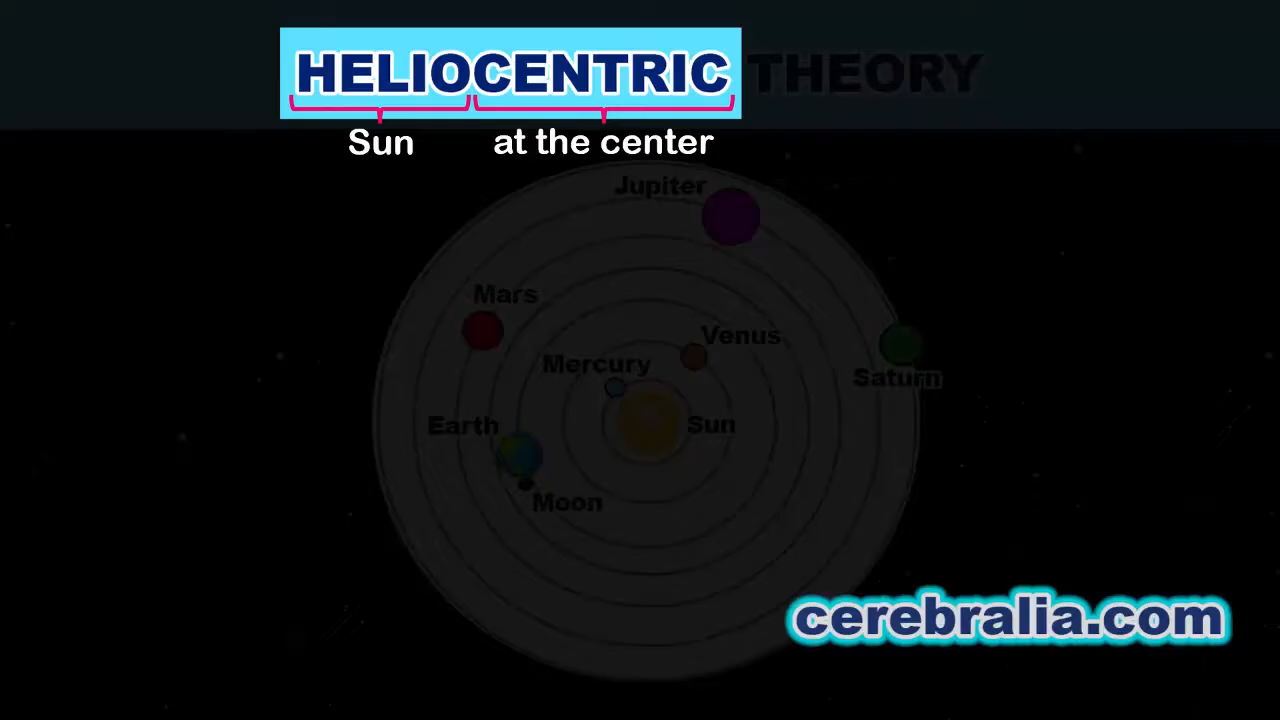 HELIOCENTRIC THEORY
Sun at the center
Jupiter
Mars
Venus
Mercury
Saturn
Earth
Sun
Moon
cerebralia.com